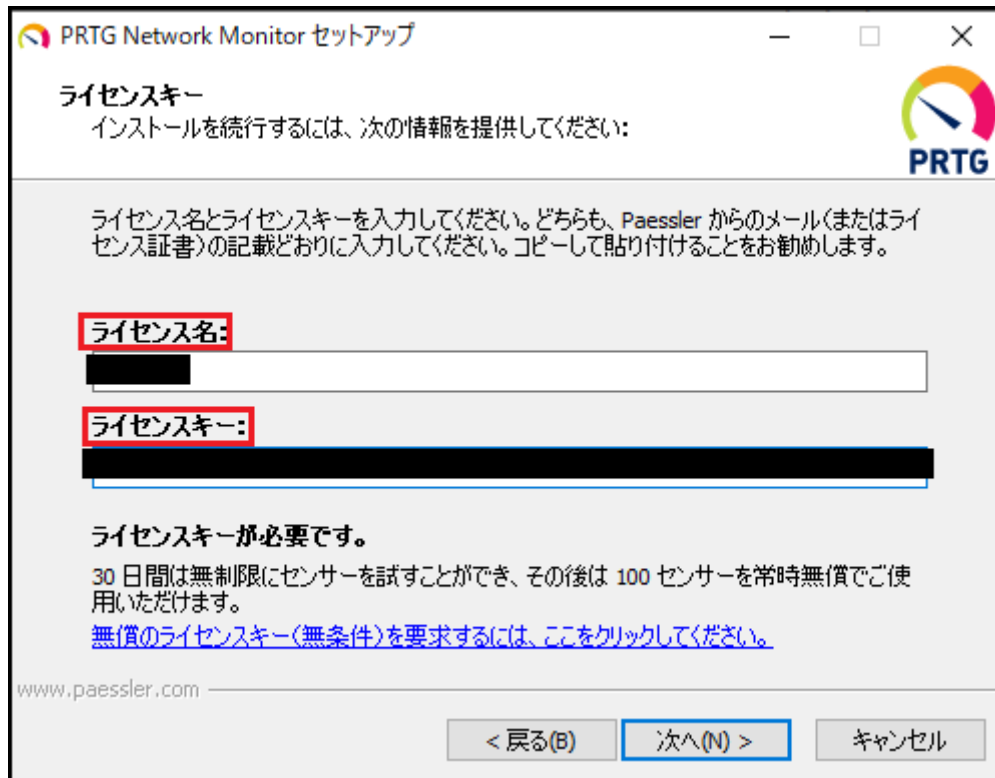 PRTG Network Monitor セットアップ
ライセンスキー
インストールを続行するには、次の情報を提供してください:
PRTG
ライセンス名とライセンスキーを入力してください。どちらも、Paessler からのメール(またはライ
センス証書)の記載どおりに入力してください。コピーして貼り付けることをお勧めします。
ライセンス名:
ライセンスキー:
ライセンスキーが必要です。
30 日間は無制限にセンサーを試すことができ、その後は 100 センサーを常時無償でご使
用いただけます。
無償のライセンスキー(無条件)を要求するには、ここをクリックしてください。
www.paessler.com
< 戻る(B)
次へ(N) >
キャンセル